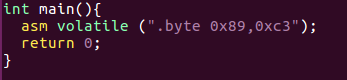 int main(){
  asm volatile (".byte 0x89,0xc3");
  return 0;
}